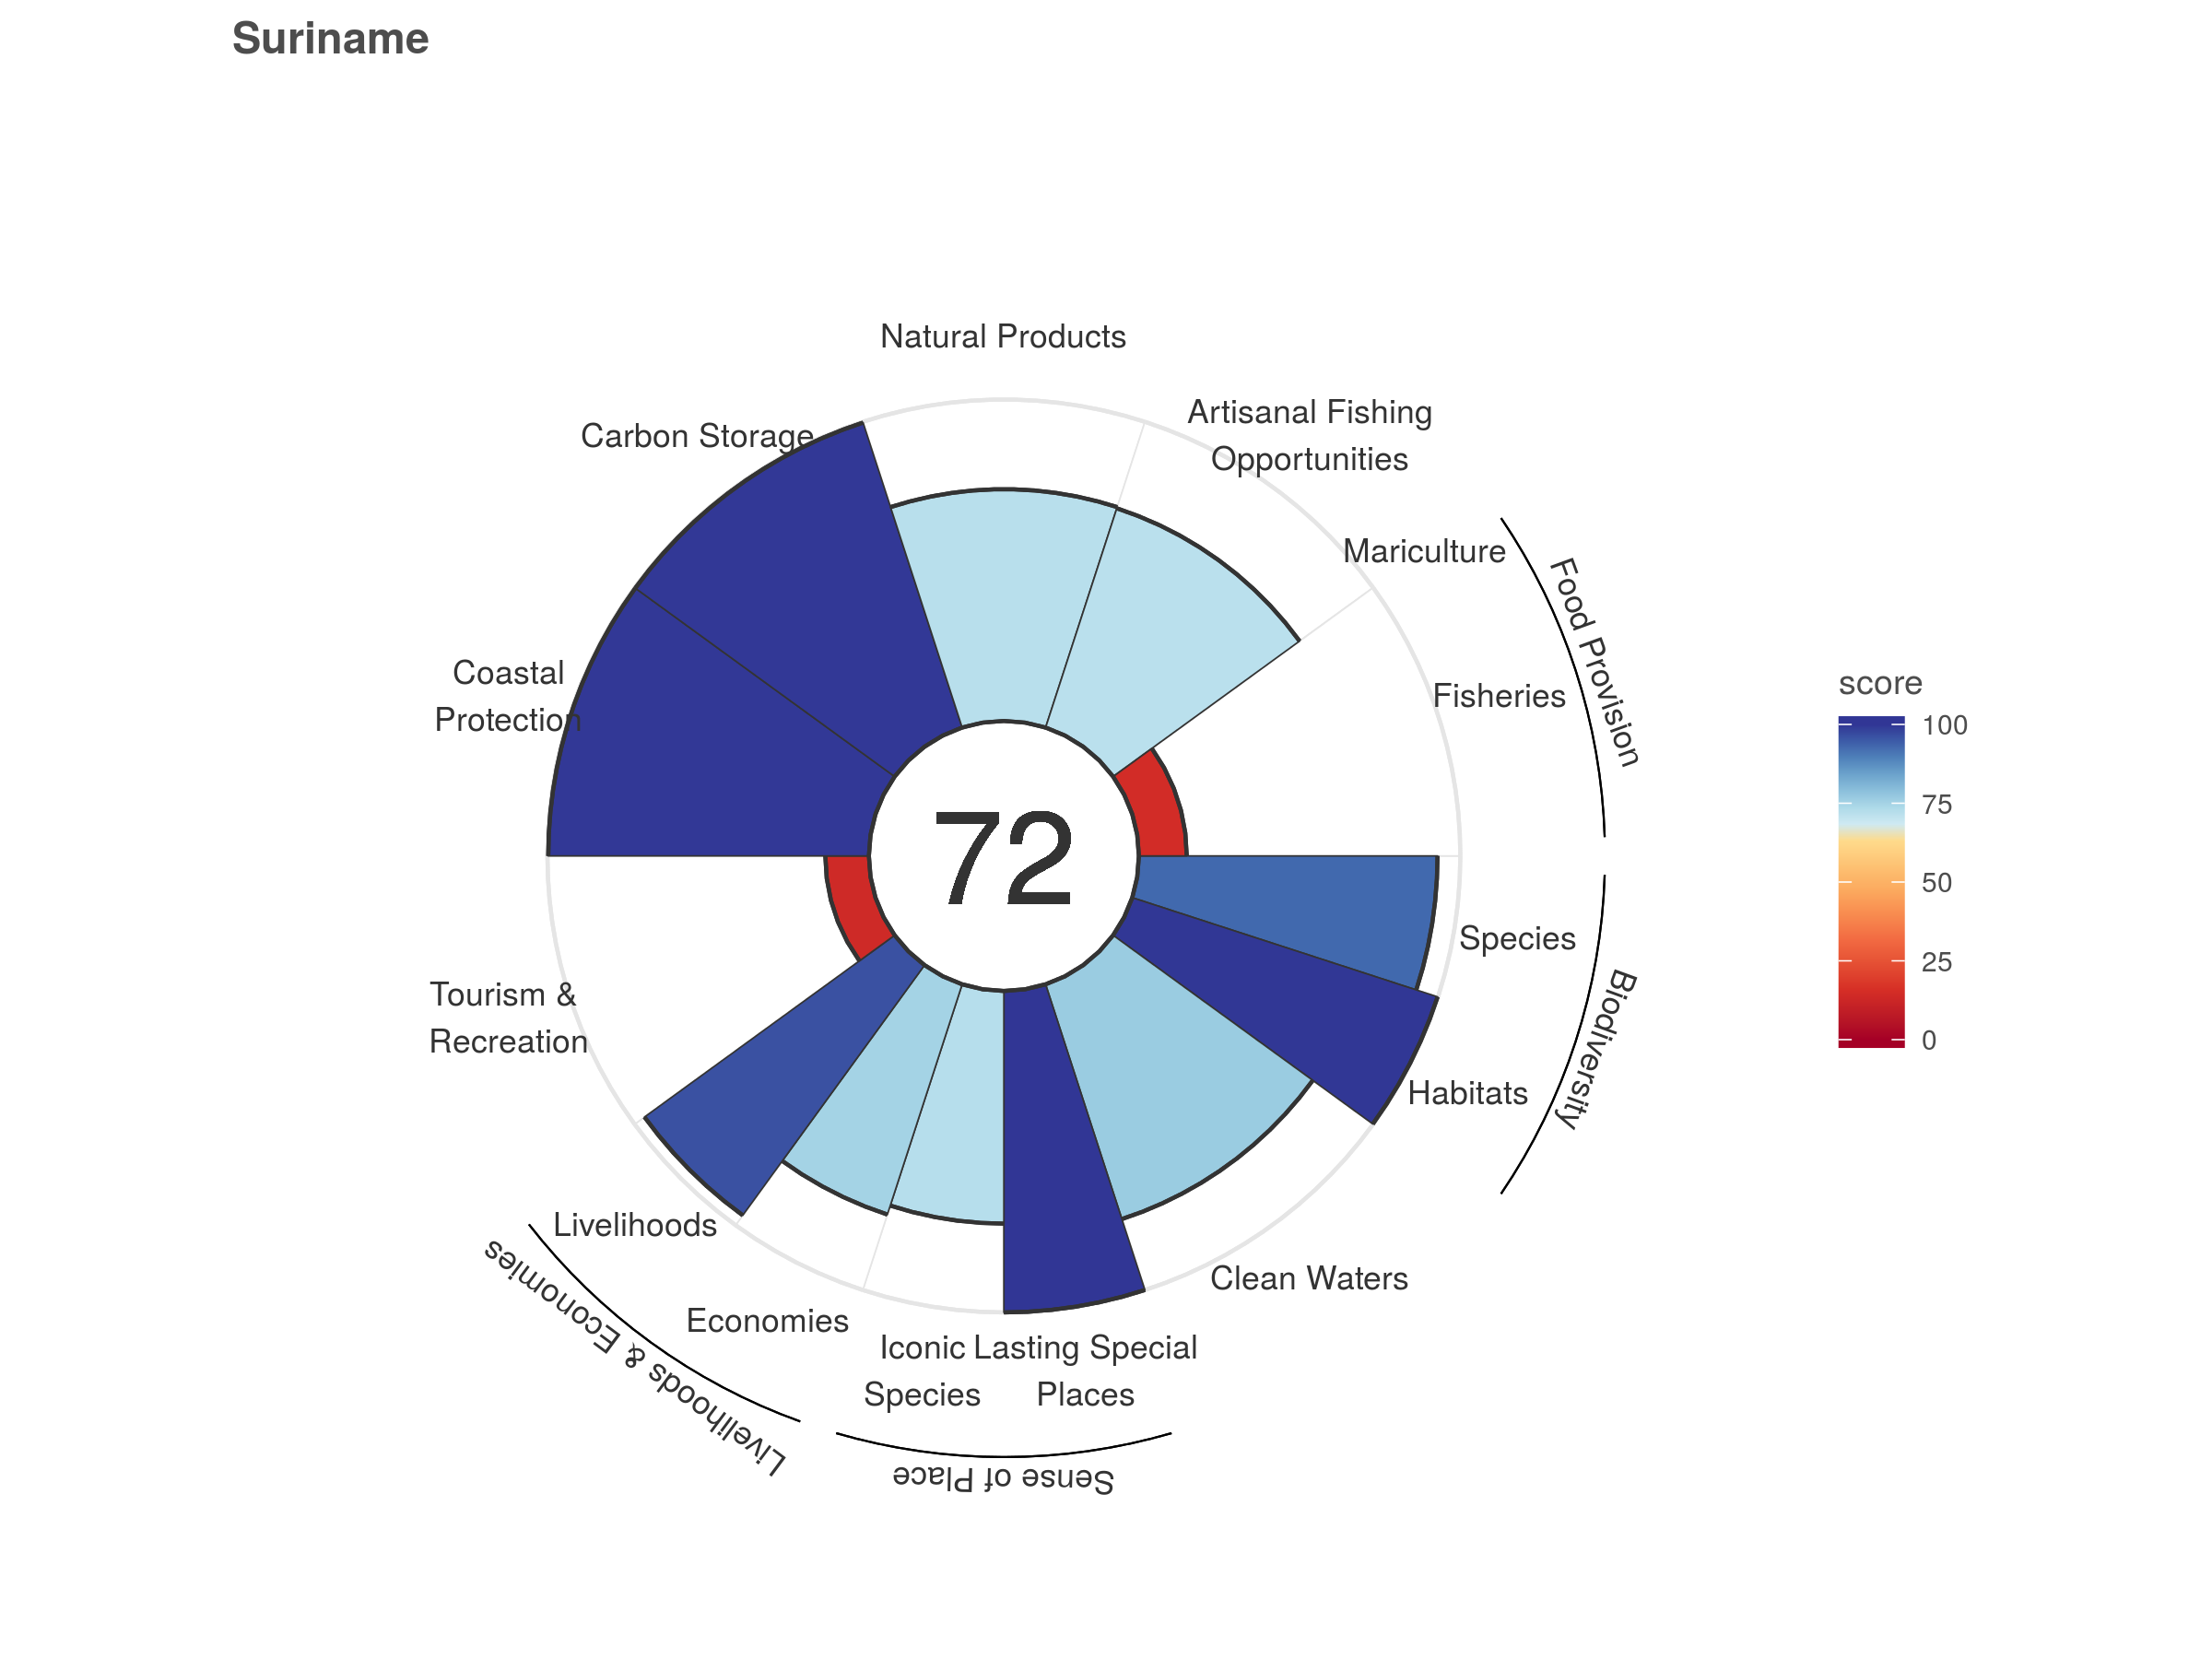 Suriname
Natural Products
Artisanal Fishing
Opportunities
Carbon Storage
Mariculture
Food Provision
Fisheries
Coastal
Protection
72
Species
Biodiversity
Habitats
Tourism &
Recreation
Clean Waters
Livelihoods
Economies
Livelihoods & Economies
Iconic
Species
Lasting Special
Places
Sense of Place
score
100
75
50
25
0